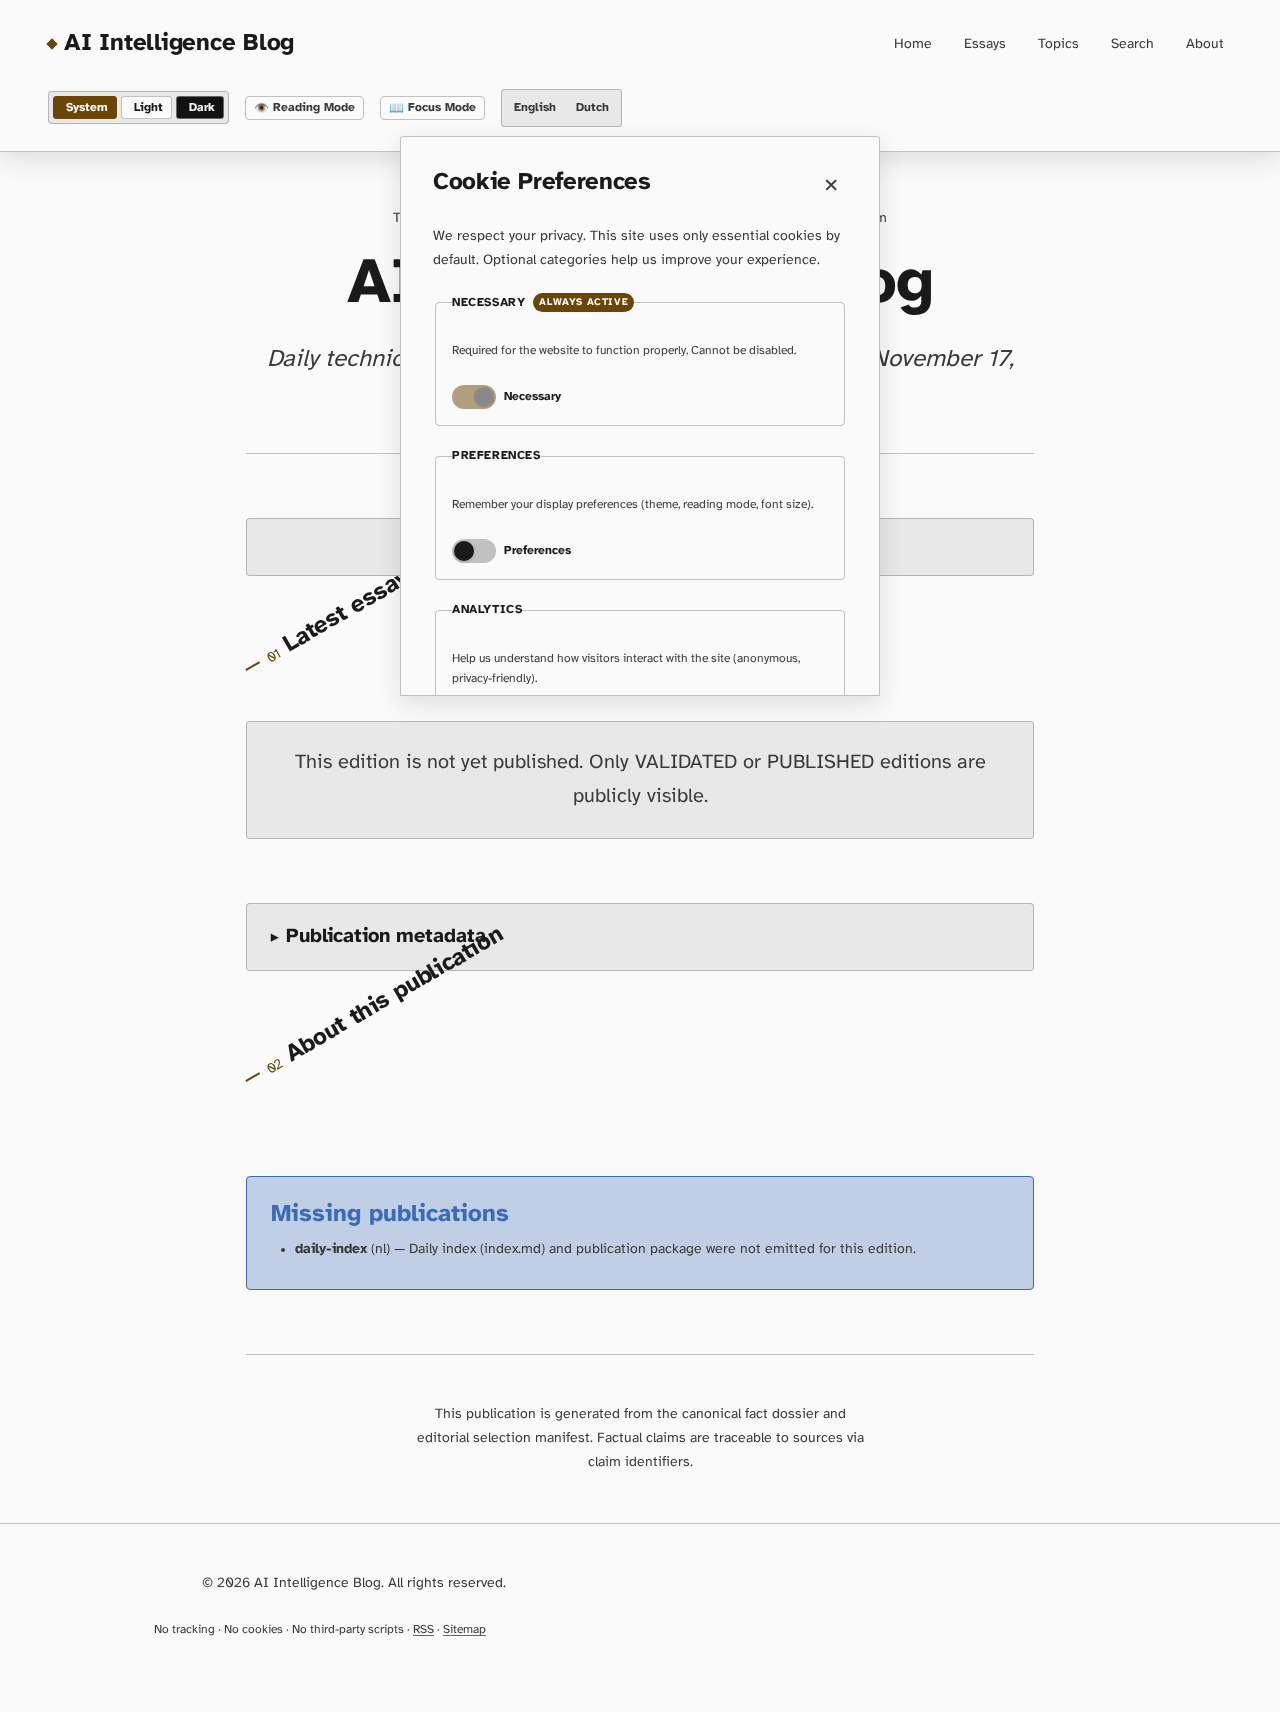 ◆ AI Intelligence Blog
Home Essays Topics Search About
System Light Dark 👁 Reading Mode 📖 Focus Mode English Dutch
Cookie Preferences ✕
We respect your privacy. This site uses only essential cookies by
default. Optional categories help us improve your experience.
NECESSARY ALWAYS ACTIVE
Required for the website to function properly. Cannot be disabled.
Necessary
PREFERENCES
Remember your display preferences (theme, reading mode, font size).
Preferences
ANALYTICS
Help us understand how visitors interact with the site (anonymous,
privacy-friendly).
AI
Daily November 17,
— 01 Latest
This edition is not yet published. Only VALIDATED or PUBLISHED editions are
publicly visible.
▸ Publication metadata
— 02 About this publication
Missing publications
• daily-index (nl) — Daily index (index.md) and publication package were not emitted for this edition.
This publication is generated from the canonical fact dossier and
editorial selection manifest. Factual claims are traceable to sources via
claim identifiers.
© 2026 AI Intelligence Blog. All rights reserved.
No tracking · No cookies · No third-party scripts · RSS · Sitemap